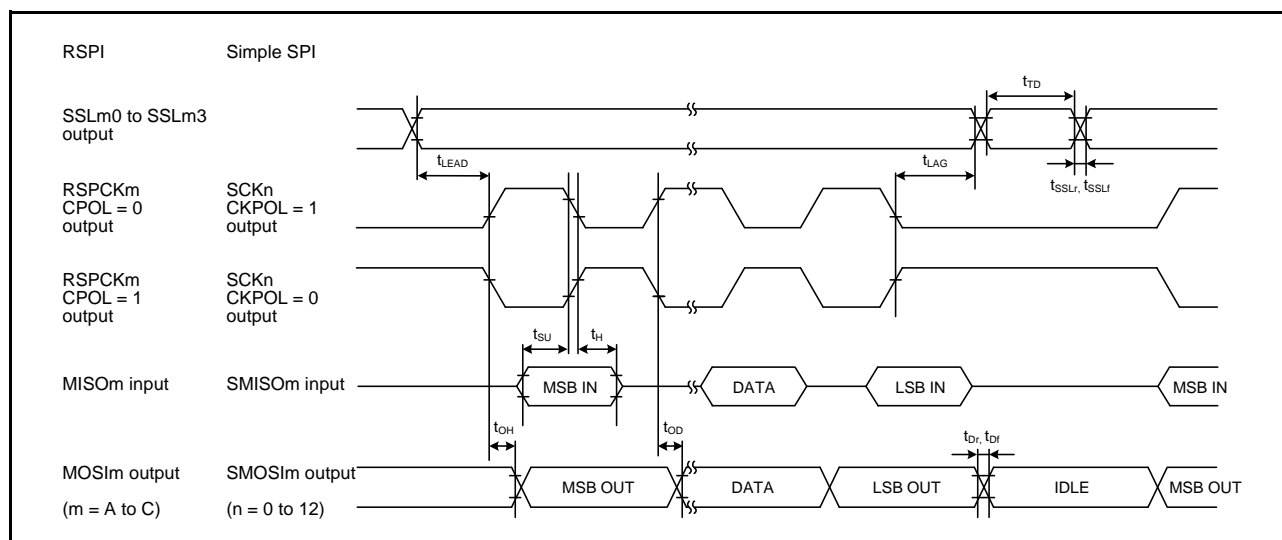 RSPI Simple SPI
tTD
SSLm0 to SSLm3
output
tLEAD
tLAG
tSSLr, tSSLf
RSPCKm SCKn
CPOL = 0 CKPOL = 1
output output
RSPCKm SCKn
CPOL = 1 CKPOL = 0
output output
tSU tH
MISOm input SMISOm input MSB IN DATA LSB IN MSB IN
tOH tOD tDr, tDf
MOSIm output SMOSIm output MSB OUT DATA LSB OUT IDLE MSB OUT
(m = A to C) (n = 0 to 12)